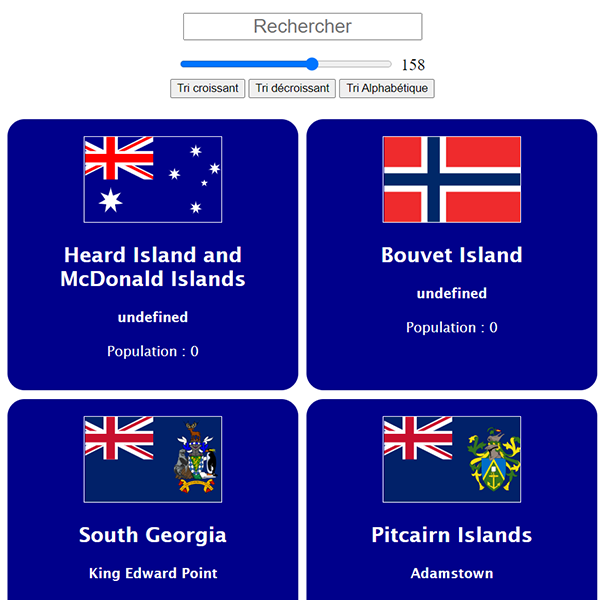 Rechercher
158
Tri croissant Tri décroissant Tri Alphabétique
Heard Island and
McDonald Islands
undefined
Population : 0
Bouvet Island
undefined
Population : 0
South Georgia
King Edward Point
Pitcairn Islands
Adamstown